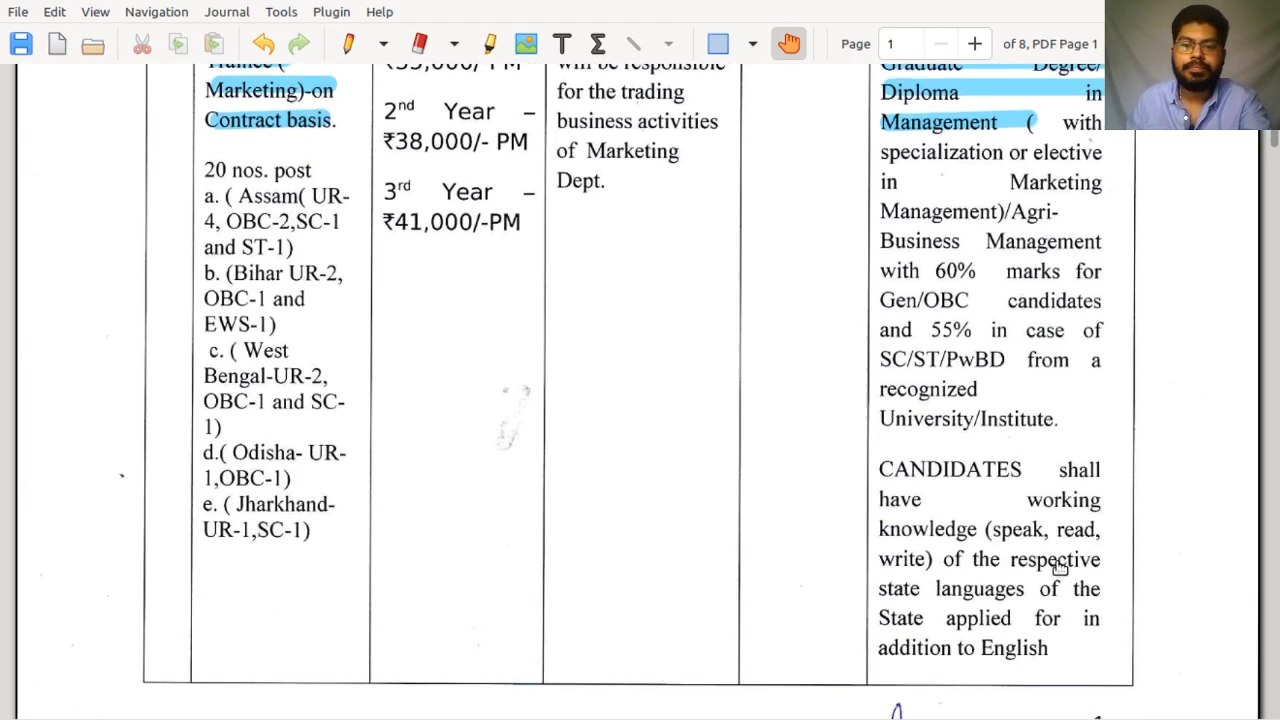 File Edit View Navigation Journal Tools Plugin Help
Page 1 of 8, PDF Page 1
Marketing)-on
Contract basis.
20 nos. post
a. ( Assam( UR-
4, OBC-2,SC-1
and ST-1)
b. (Bihar UR-2,
OBC-1 and
EWS-1)
c. ( West
Bengal-UR-2,
OBC-1 and SC-
1)
d.( Odisha- UR-
1,OBC-1)
e. ( Jharkhand-
UR-1,SC-1)
2nd Year –
₹38,000/- PM
3rd Year –
₹41,000/-PM
will be responsible
for the trading
business activities
of Marketing
Dept.
Graduate Degree/
Diploma in
Management ( with
specialization or elective
in Marketing
Management)/Agri-
Business Management
with 60% marks for
Gen/OBC candidates
and 55% in case of
SC/ST/PwBD from a
recognized
University/Institute.
CANDIDATES shall
have working
knowledge (speak, read,
write) of the respective
state languages of the
State applied for in
addition to English